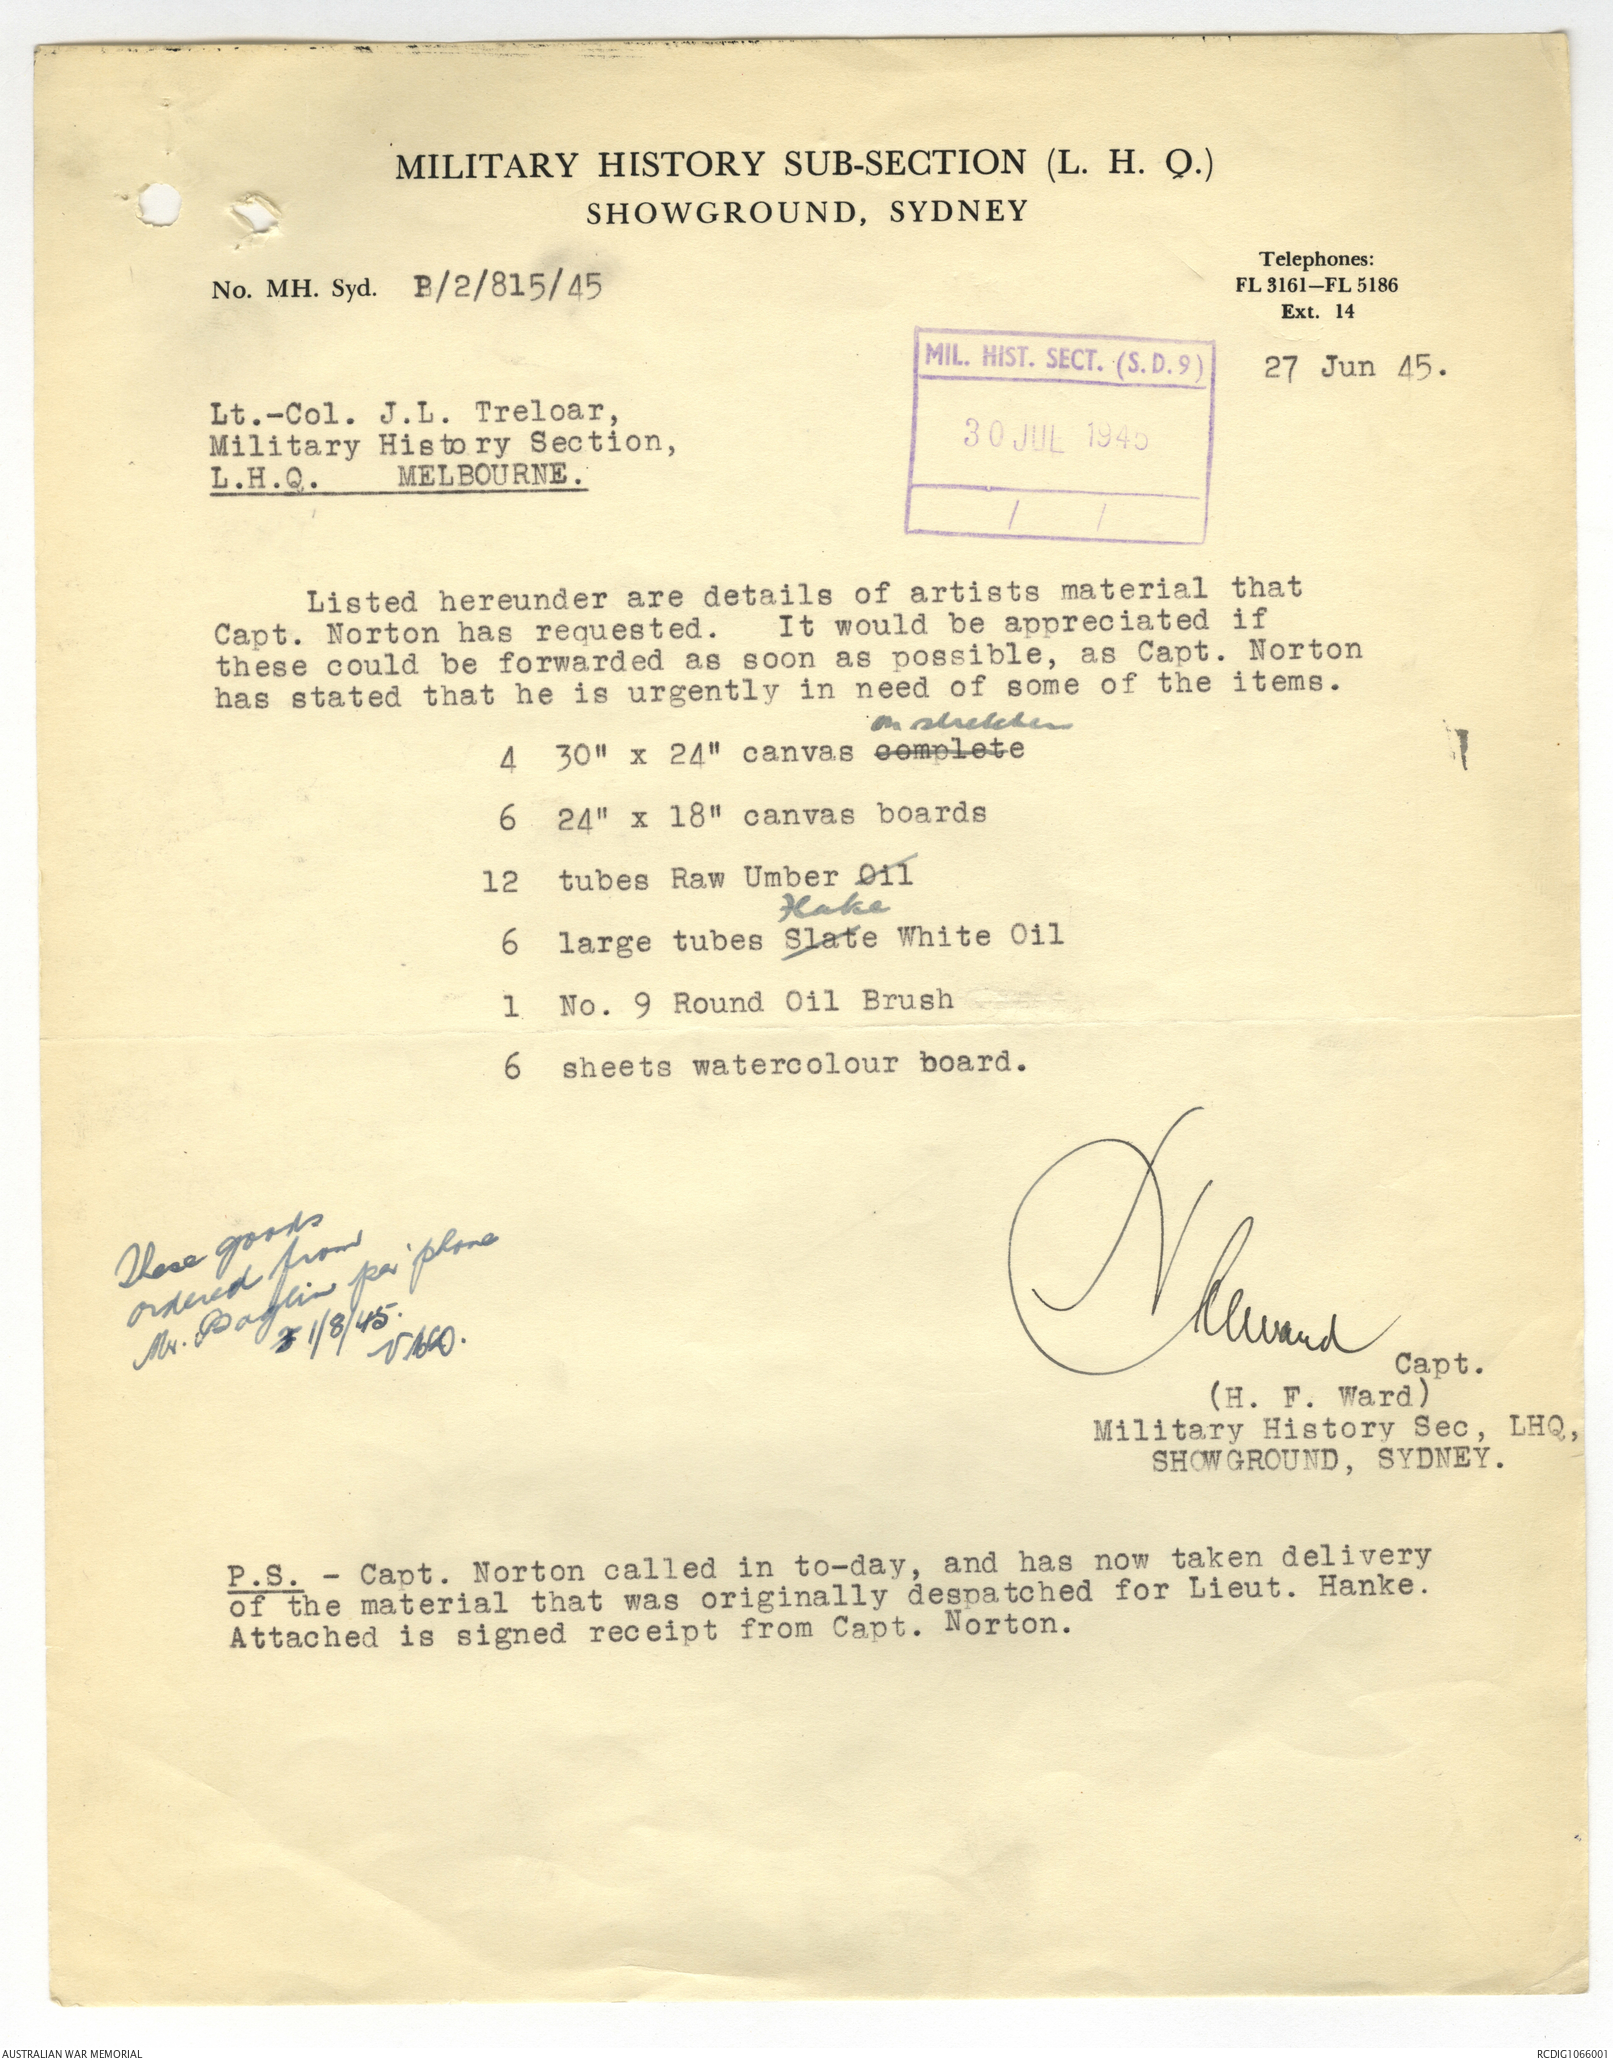 MILITARY HISTORY SUB-SECTION (L. H. Q.)
SHOWGROUND, SYDNEY
Telephones:
FL 3161—FL 5186
Ext. 14
No. MH. Syd. B/2/815/45
27 Jun 45.
MIL. HIST. SECT. (S.D.9)
30 JUL 1945
/ /
Lt.-Col. J.L. Treloar,
Military History Section,
L.H.Q. MELBOURNE.
Listed hereunder are details of artists material that
Capt. Norton has requested. It would be appreciated if
these could be forwarded as soon as possible, as Capt. Norton
has stated that he is urgently in need of some of the items.
on stretcher
4 30" x 24" canvas complete
6 24" x 18" canvas boards
12 tubes Raw Umber Oil
Flake
6 large tubes Slate White Oil
1 No. 9 Round Oil Brush
6 sheets watercolour board.
These goods
ordered from
Mr. Baglin per 'phone
1/8/45.
Capt.
(H. F. Ward)
Military History Sec, LHQ,
SHOWGROUND, SYDNEY.
P.S. - Capt. Norton called in to-day, and has now taken delivery
of the material that was originally despatched for Lieut. Hanke.
Attached is signed receipt from Capt. Norton.
AUSTRALIAN WAR MEMORIAL
RCDIG1066001